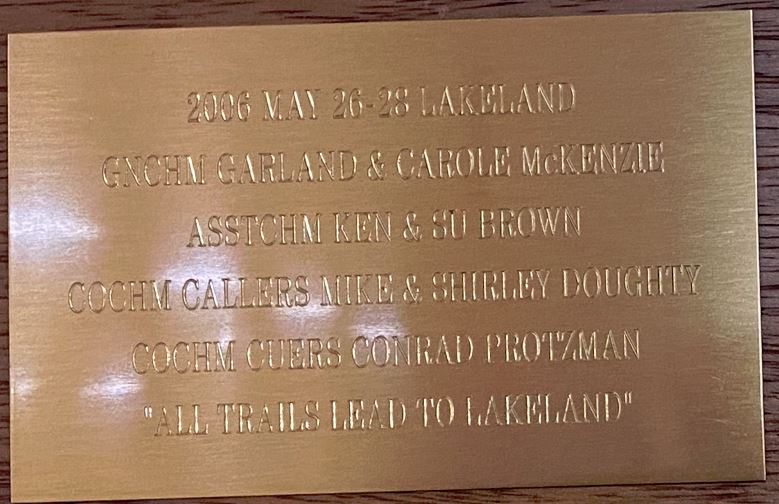 2006 MAY 26-28 LAKELAND
GNCHM GARLAND & CAROLE McKENZIE
ASSTCHM KEN & SU BROWN
COCHM CALLERS MIKE & SHIRLEY DOUGHTY
COCHM CUERS CONRAD PROTZMAN
"ALL TRAILS LEAD TO LAKELAND"